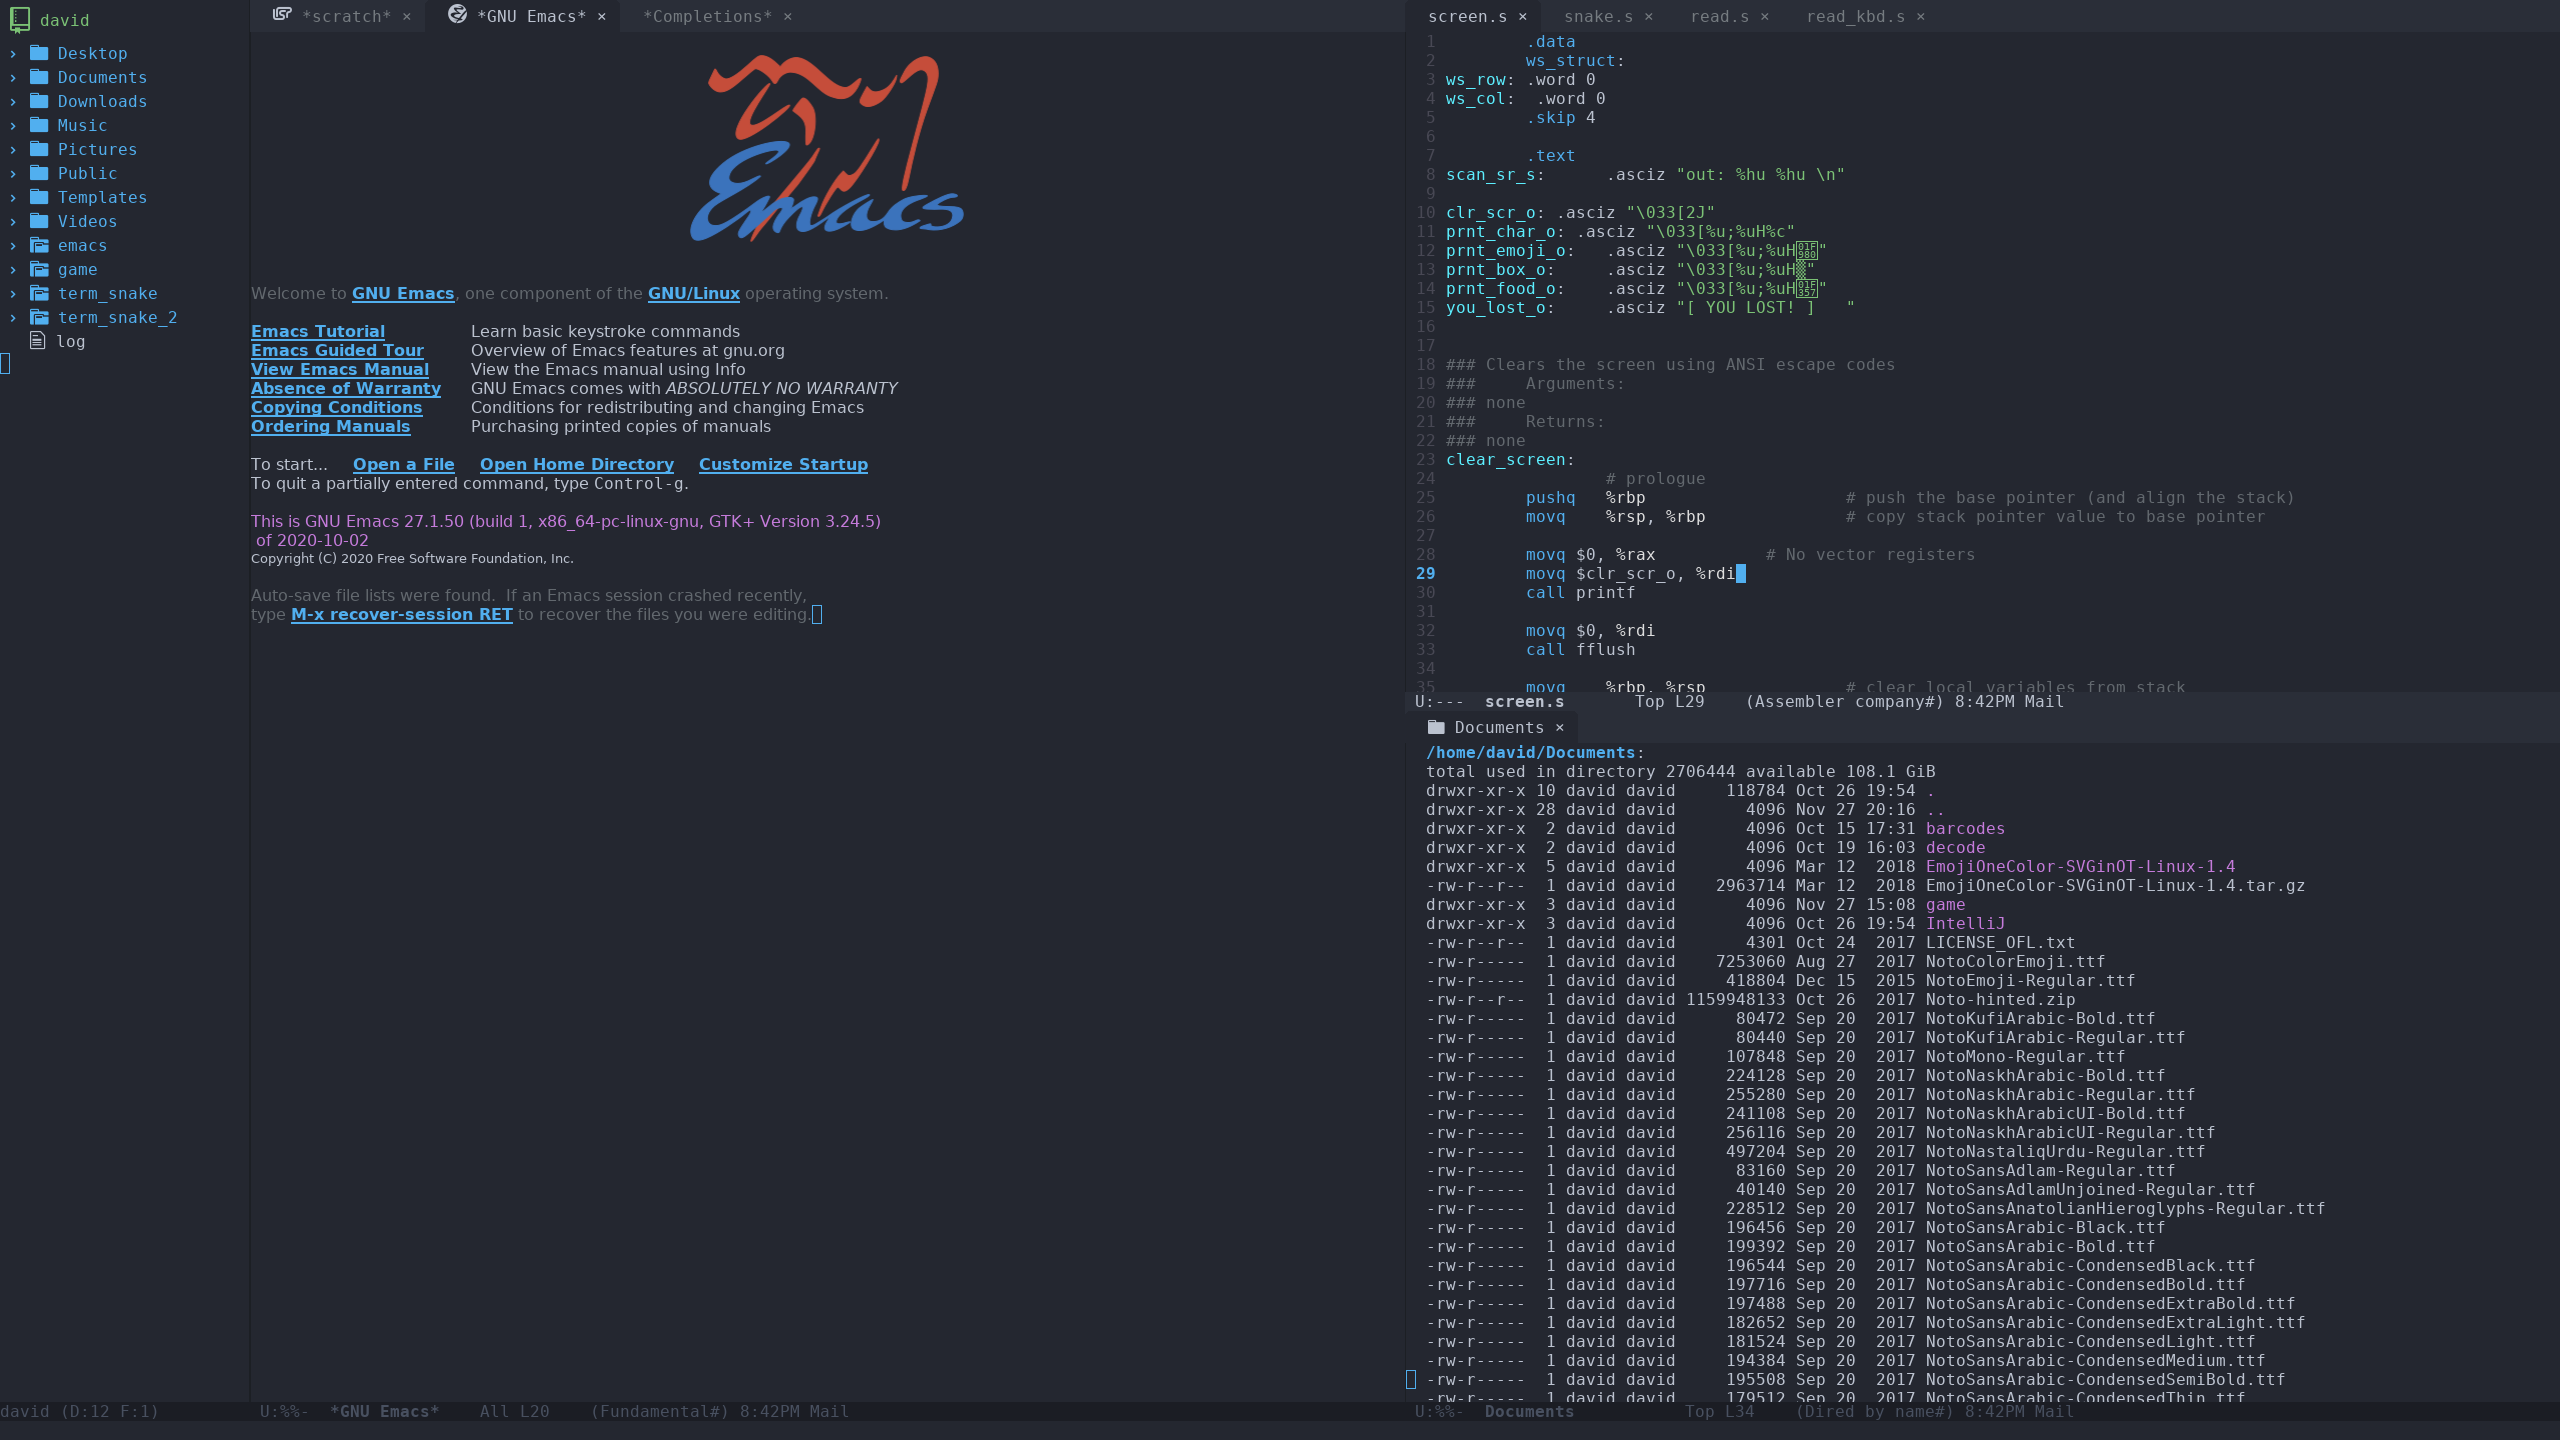 david
› Desktop
› Documents
› Downloads
› Music
› Pictures
› Public
› Templates
› Videos
› emacs
› game
› term_snake
› term_snake_2
log
david (D:12 F:1)
*scratch* × *GNU Emacs* × *Completions* ×
Emacs
Welcome to GNU Emacs, one component of the GNU/Linux operating system.
Emacs Tutorial Learn basic keystroke commands
Emacs Guided Tour Overview of Emacs features at gnu.org
View Emacs Manual View the Emacs manual using Info
Absence of Warranty GNU Emacs comes with ABSOLUTELY NO WARRANTY
Copying Conditions Conditions for redistributing and changing Emacs
Ordering Manuals Purchasing printed copies of manuals
To start... Open a File Open Home Directory Customize Startup
To quit a partially entered command, type Control-g.
This is GNU Emacs 27.1.50 (build 1, x86_64-pc-linux-gnu, GTK+ Version 3.24.5)
of 2020-10-02
Copyright (C) 2020 Free Software Foundation, Inc.
Auto-save file lists were found. If an Emacs session crashed recently,
type M-x recover-session RET to recover the files you were editing.
U:%%- *GNU Emacs* All L20 (Fundamental#) 8:42PM Mail
screen.s × snake.s × read.s × read_kbd.s ×
1 .data
2 ws_struct:
3 ws_row: .word 0
4 ws_col: .word 0
5 .skip 4
6
7 .text
8 scan_sr_s: .asciz "out: %hu %hu \n"
9
10 clr_scr_o: .asciz "\033[2J"
11 prnt_char_o: .asciz "\033[%u;%uH%c"
12 prnt_emoji_o: .asciz "\033[%u;%uH🦀"
13 prnt_box_o: .asciz "\033[%u;%uH▒"
14 prnt_food_o: .asciz "\033[%u;%uH🍗"
15 you_lost_o: .asciz "[ YOU LOST! ] "
16
17
18 ### Clears the screen using ANSI escape codes
19 ### Arguments:
20 ### none
21 ### Returns:
22 ### none
23 clear_screen:
24 # prologue
25 pushq %rbp # push the base pointer (and align the stack)
26 movq %rsp, %rbp # copy stack pointer value to base pointer
27
28 movq $0, %rax # No vector registers
29 movq $clr_scr_o, %rdi
30 call printf
31
32 movq $0, %rdi
33 call fflush
34
35 movq %rbp, %rsp # clear local variables from stack
U:--- screen.s Top L29 (Assembler company#) 8:42PM Mail
Documents ×
/home/david/Documents:
total used in directory 2706444 available 108.1 GiB
drwxr-xr-x 10 david david 118784 Oct 26 19:54 .
drwxr-xr-x 28 david david 4096 Nov 27 20:16 ..
drwxr-xr-x 2 david david 4096 Oct 15 17:31 barcodes
drwxr-xr-x 2 david david 4096 Oct 19 16:03 decode
drwxr-xr-x 5 david david 4096 Mar 12 2018 EmojiOneColor-SVGinOT-Linux-1.4
-rw-r--r-- 1 david david 2963714 Mar 12 2018 EmojiOneColor-SVGinOT-Linux-1.4.tar.gz
drwxr-xr-x 3 david david 4096 Nov 27 15:08 game
drwxr-xr-x 3 david david 4096 Oct 26 19:54 IntelliJ
-rw-r--r-- 1 david david 4301 Oct 24 2017 LICENSE_OFL.txt
-rw-r----- 1 david david 7253060 Aug 27 2017 NotoColorEmoji.ttf
-rw-r----- 1 david david 418804 Dec 15 2015 NotoEmoji-Regular.ttf
-rw-r--r-- 1 david david 1159948133 Oct 26 2017 Noto-hinted.zip
-rw-r----- 1 david david 80472 Sep 20 2017 NotoKufiArabic-Bold.ttf
-rw-r----- 1 david david 80440 Sep 20 2017 NotoKufiArabic-Regular.ttf
-rw-r----- 1 david david 107848 Sep 20 2017 NotoMono-Regular.ttf
-rw-r----- 1 david david 224128 Sep 20 2017 NotoNaskhArabic-Bold.ttf
-rw-r----- 1 david david 255280 Sep 20 2017 NotoNaskhArabic-Regular.ttf
-rw-r----- 1 david david 241108 Sep 20 2017 NotoNaskhArabicUI-Bold.ttf
-rw-r----- 1 david david 256116 Sep 20 2017 NotoNaskhArabicUI-Regular.ttf
-rw-r----- 1 david david 497204 Sep 20 2017 NotoNastaliqUrdu-Regular.ttf
-rw-r----- 1 david david 83160 Sep 20 2017 NotoSansAdlam-Regular.ttf
-rw-r----- 1 david david 40140 Sep 20 2017 NotoSansAdlamUnjoined-Regular.ttf
-rw-r----- 1 david david 228512 Sep 20 2017 NotoSansAnatolianHieroglyphs-Regular.ttf
-rw-r----- 1 david david 196456 Sep 20 2017 NotoSansArabic-Black.ttf
-rw-r----- 1 david david 199392 Sep 20 2017 NotoSansArabic-Bold.ttf
-rw-r----- 1 david david 196544 Sep 20 2017 NotoSansArabic-CondensedBlack.ttf
-rw-r----- 1 david david 197716 Sep 20 2017 NotoSansArabic-CondensedBold.ttf
-rw-r----- 1 david david 197488 Sep 20 2017 NotoSansArabic-CondensedExtraBold.ttf
-rw-r----- 1 david david 182652 Sep 20 2017 NotoSansArabic-CondensedExtraLight.ttf
-rw-r----- 1 david david 181524 Sep 20 2017 NotoSansArabic-CondensedLight.ttf
-rw-r----- 1 david david 194384 Sep 20 2017 NotoSansArabic-CondensedMedium.ttf
-rw-r----- 1 david david 195508 Sep 20 2017 NotoSansArabic-CondensedSemiBold.ttf
-rw-r----- 1 david david 179512 Sep 20 2017 NotoSansArabic-CondensedThin.ttf
U:%%- Documents Top L34 (Dired by name#) 8:42PM Mail